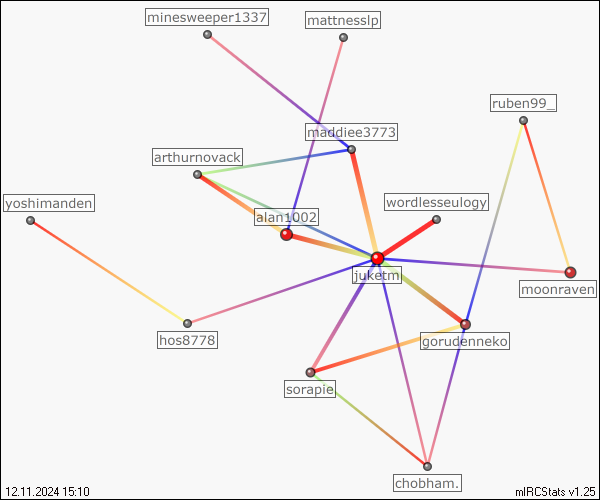 minesweeper1337
mattnesslp
ruben99_
maddiee3773
arthurnovack
yoshimanden
wordlesseulogy
alan1002
juketml
moonraven
hos8778
gorudenneko
sorapie
chobham.
12.11.2024 15:10
mIRCStats v1.25